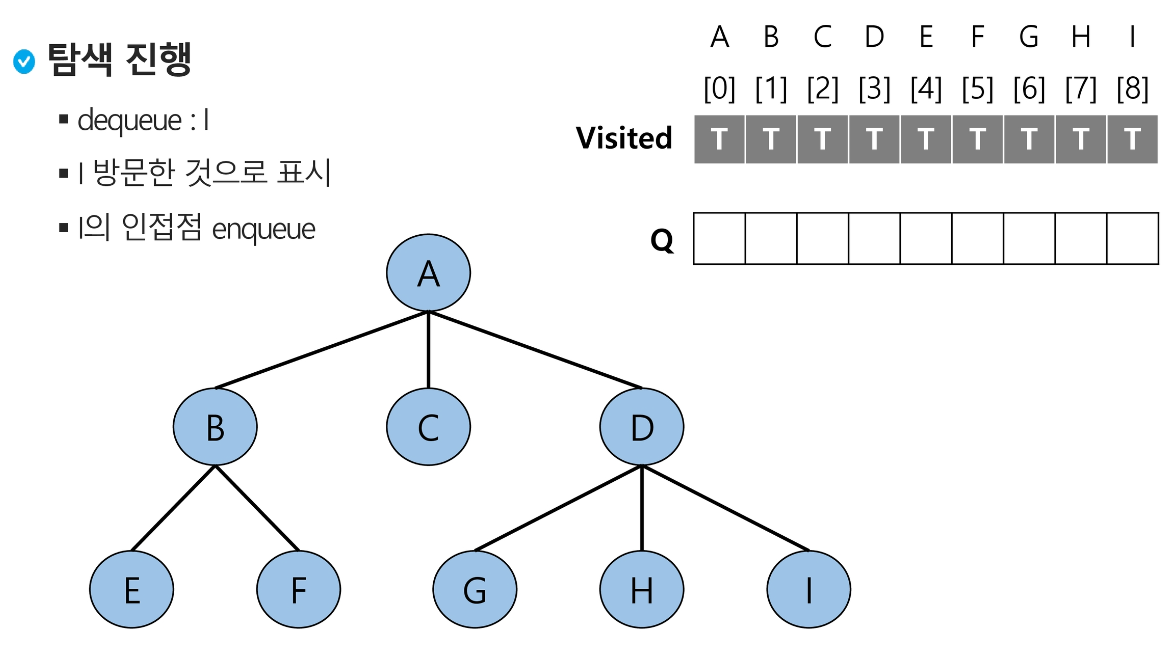 탐색 진행
dequeue : I
I 방문한 것으로 표시
I의 인접점 enqueue
A B C D E F G H I
[0] [1] [2] [3] [4] [5] [6] [7] [8]
Visited T T T T T T T T T
Q
A
B C D
E F G H I